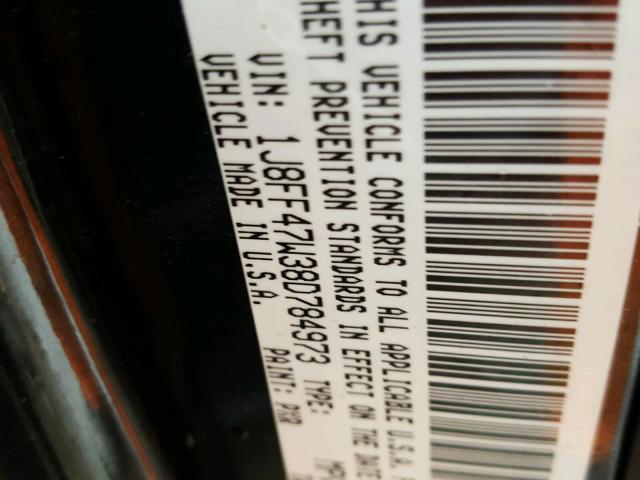 THIS VEHICLE CONFORMS TO ALL APPLICABLE U.S.A.
THEFT PREVENTION STANDARDS IN EFFECT ON THE DATE
VIN: 1J8FF47W38D784973 TYPE: MP
VEHICLE MADE IN U.S.A. PAINT: